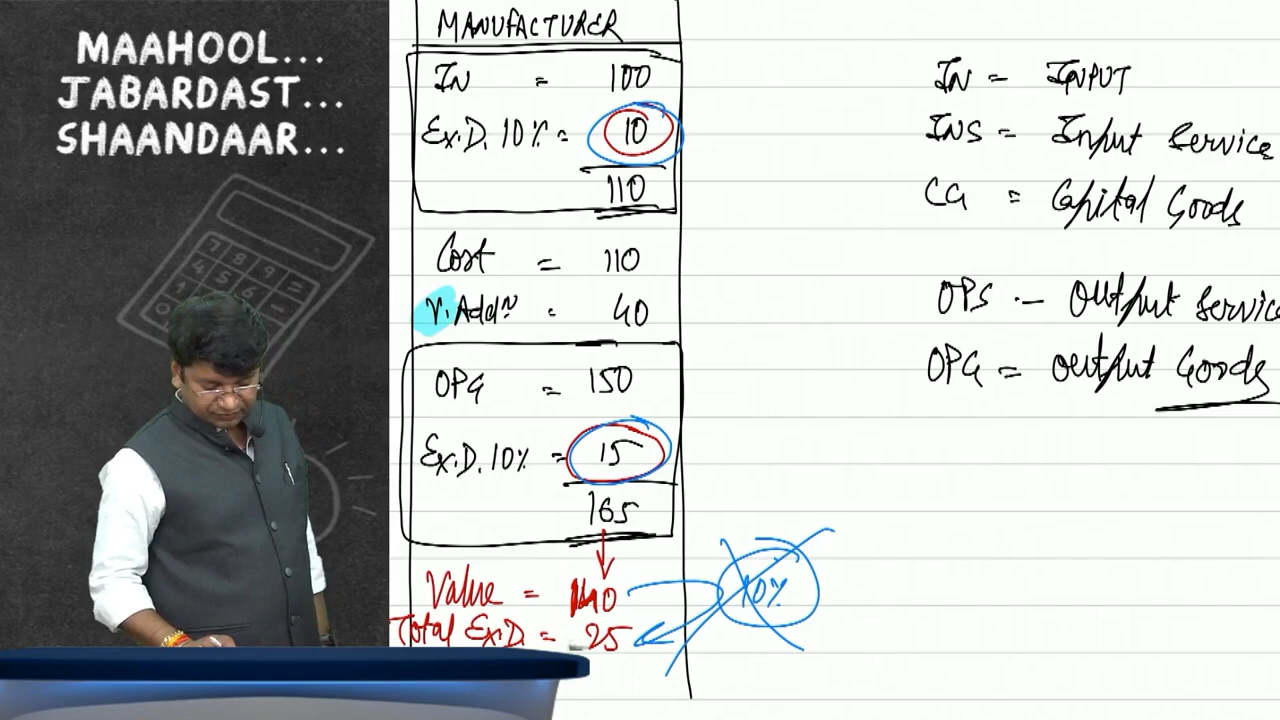 MAAHOOL...
JABARDAST...
SHAANDAAR...
MANUFACTURER
IN = 100
Ex.D. 10% = 10
110
Cost = 110
V. Addⁿ = 40
OPG = 150
Ex.D. 10% = 15
165
Value = 140
Total Ex.D. = 25
10%
IN = INPUT
INS = Input Service
CG = Capital Goods
OPS - Output Service
OPG = Output Goods